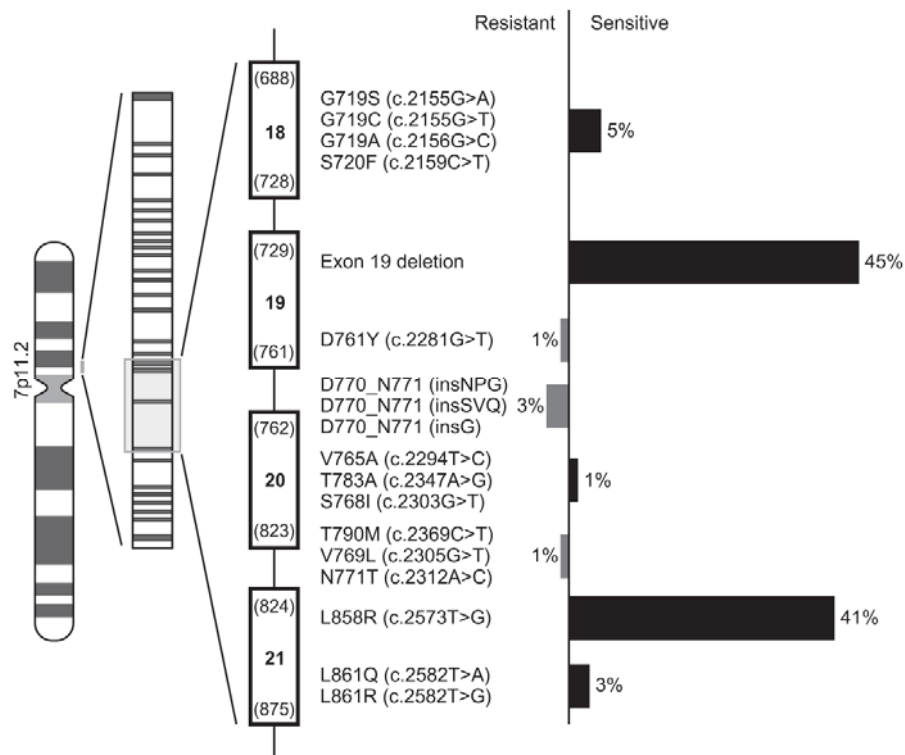 Resistant Sensitive
(688)
18
(728)
G719S (c.2155G>A)
G719C (c.2155G>T)
G719A (c.2156G>C)
S720F (c.2159C>T)
5%
7p11.2
(729)
19
(761)
Exon 19 deletion
45%
D761Y (c.2281G>T)
1%
D770_N771 (insNPG)
D770_N771 (insSVQ)
D770_N771 (insG)
3%
(762)
20
(823)
V765A (c.2294T>C)
T783A (c.2347A>G)
S768I (c.2303G>T)
1%
T790M (c.2369C>T)
V769L (c.2305G>T)
N771T (c.2312A>C)
1%
(824)
21
(875)
L858R (c.2573T>G)
41%
L861Q (c.2582T>A)
L861R (c.2582T>G)
3%